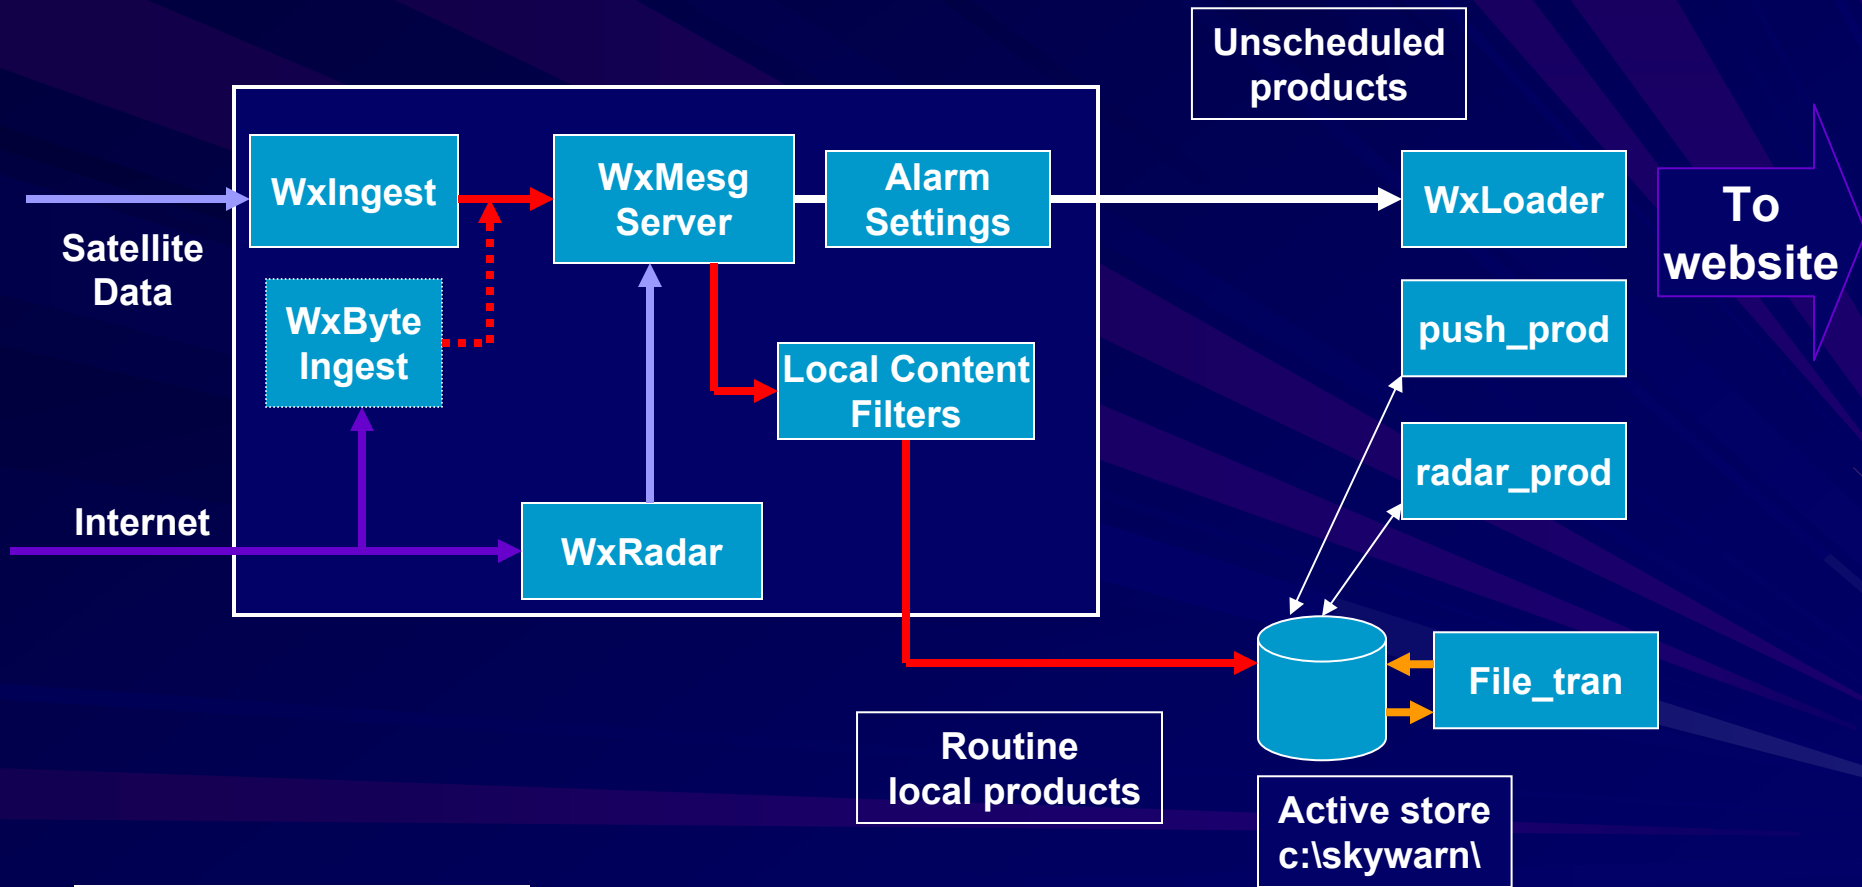 Unscheduled
products
WxIngest
WxMesg
Server
Alarm
Settings
WxLoader
To
website
Satellite
Data
WxByte
Ingest
push_prod
Local Content
Filters
radar_prod
Internet
WxRadar
File_tran
Routine
local products
Active store
c:\skywarn\